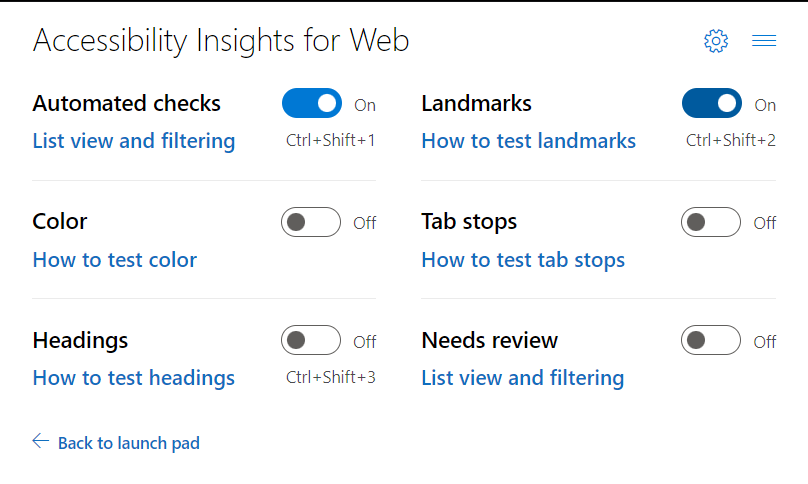 Accessibility Insights for Web
Automated checks
On
List view and filtering
Ctrl+Shift+1
Landmarks
On
How to test landmarks
Ctrl+Shift+2
Color
Off
How to test color
Tab stops
Off
How to test tab stops
Headings
Off
How to test headings
Ctrl+Shift+3
Needs review
Off
List view and filtering
Back to launch pad